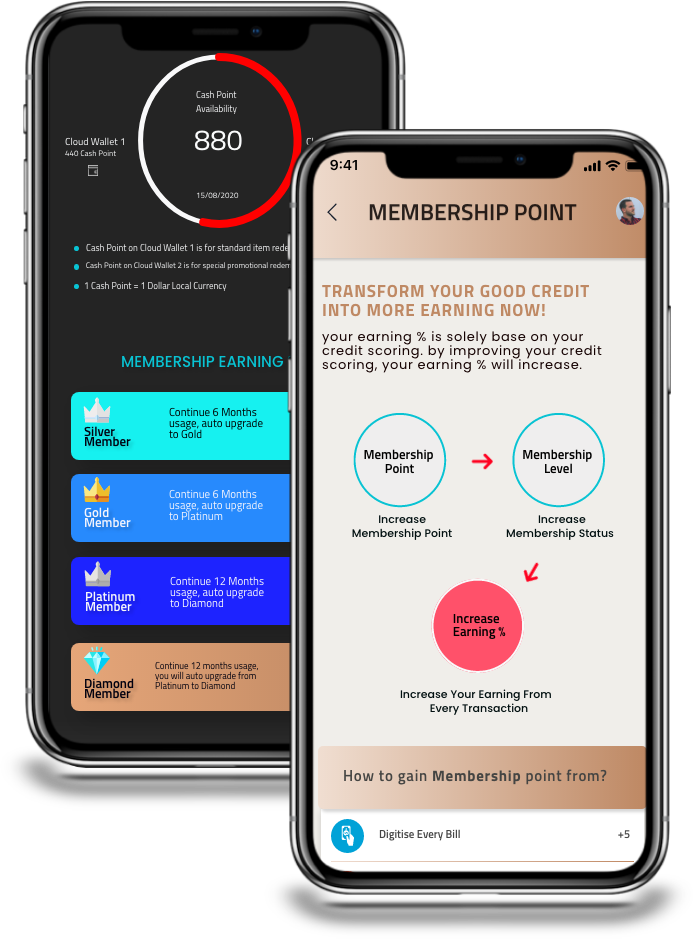 Cash Point
Availability
880
15/08/2020
Cloud Wallet 1
440 Cash Point
Cash Point on Cloud Wallet 1 is for standard item rede
Cash Point on Cloud Wallet 2 is for special promotional reden
1 Cash Point = 1 Dollar Local Currency
MEMBERSHIP EARNING
Silver
Member
Continue 6 Months
usage, auto upgrade
to Gold
Gold
Member
Continue 6 Months
usage, auto upgrade
to Platinum
Platinum
Member
Continue 12 Months
usage, auto upgrade
to Diamond
Diamond
Member
Continue 12 months usage,
you will auto upgrade from
Platinum to Diamond
9:41
MEMBERSHIP POINT
TRANSFORM YOUR GOOD CREDIT
INTO MORE EARNING NOW!
your earning % is solely base on your
credit scoring. by improving your credit
scoring, your earning % will increase.
Membership
Point
Increase
Membership Point
Membership
Level
Increase
Membership Status
Increase
Earning %
Increase Your Earning From
Every Transaction
How to gain Membership point from?
Digitise Every Bill
+5